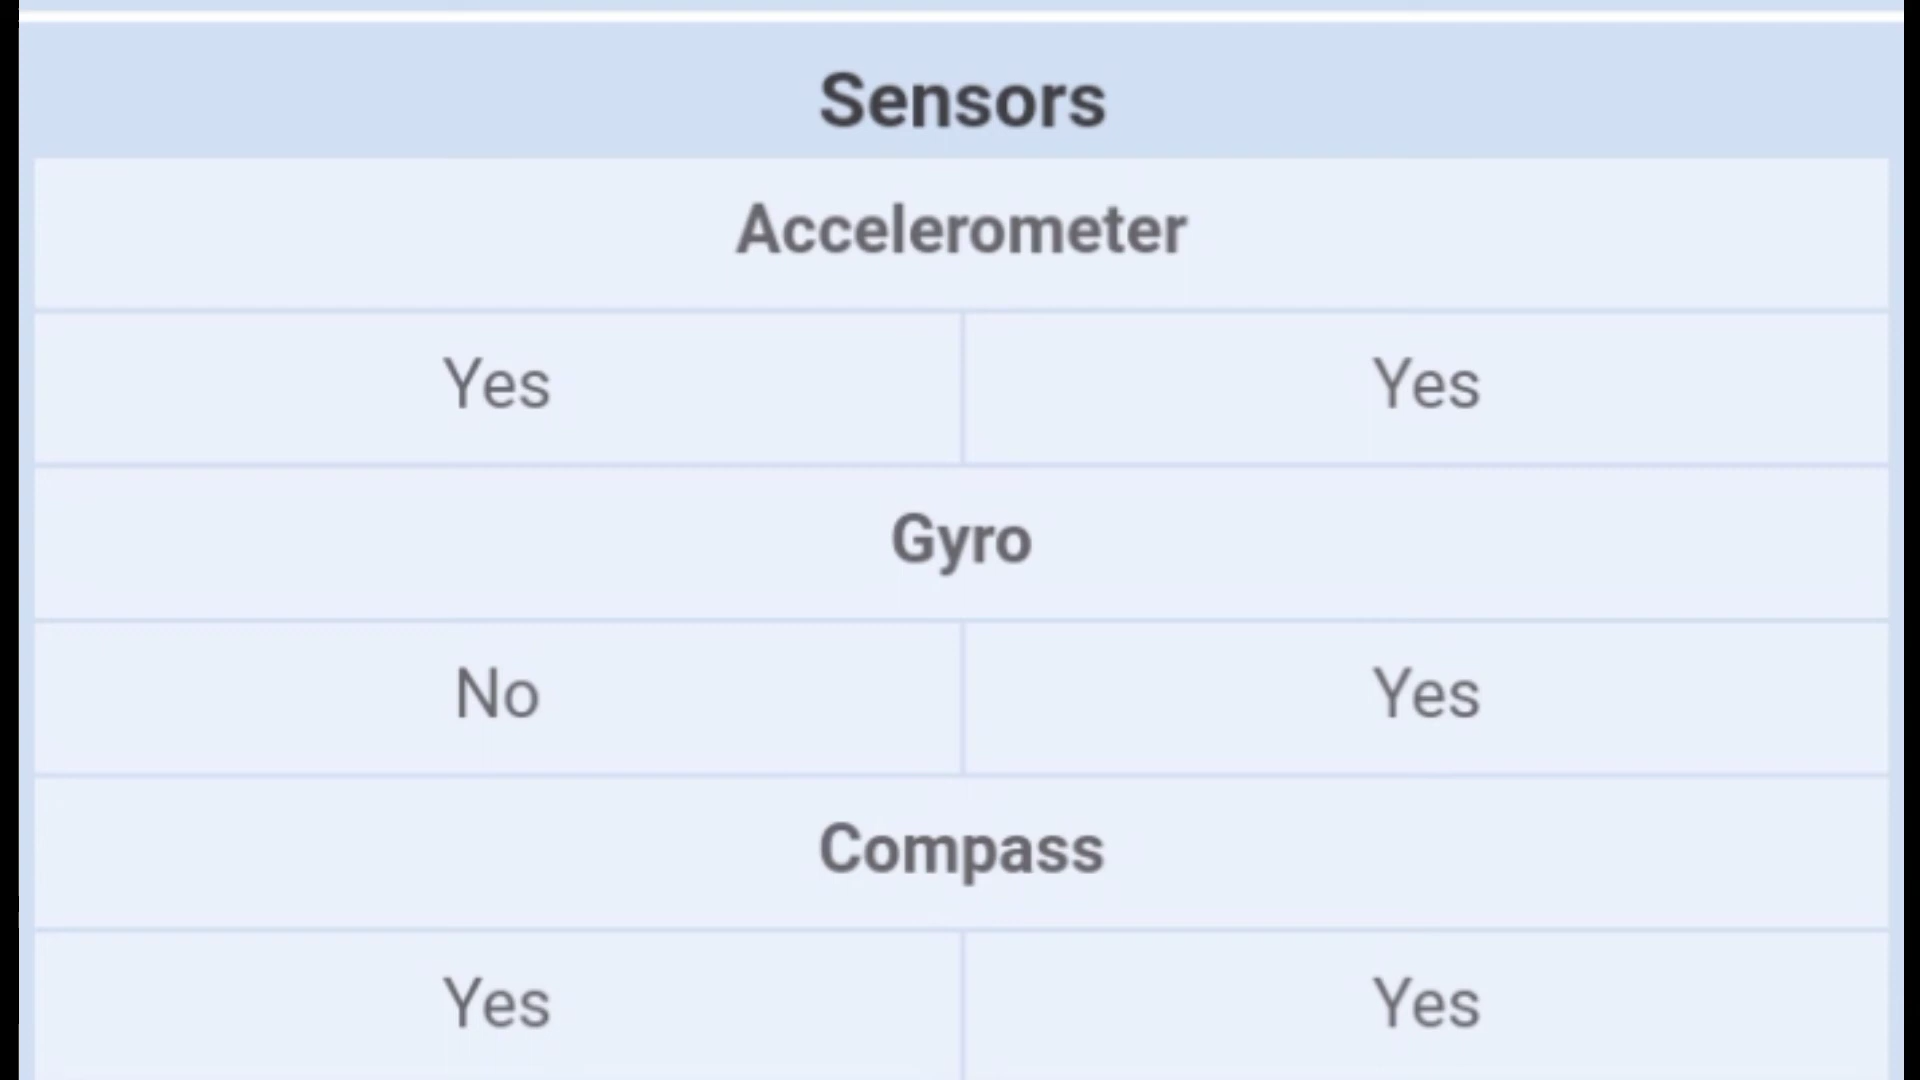 Sensors
Accelerometer
Yes Yes
Gyro
No Yes
Compass
Yes Yes